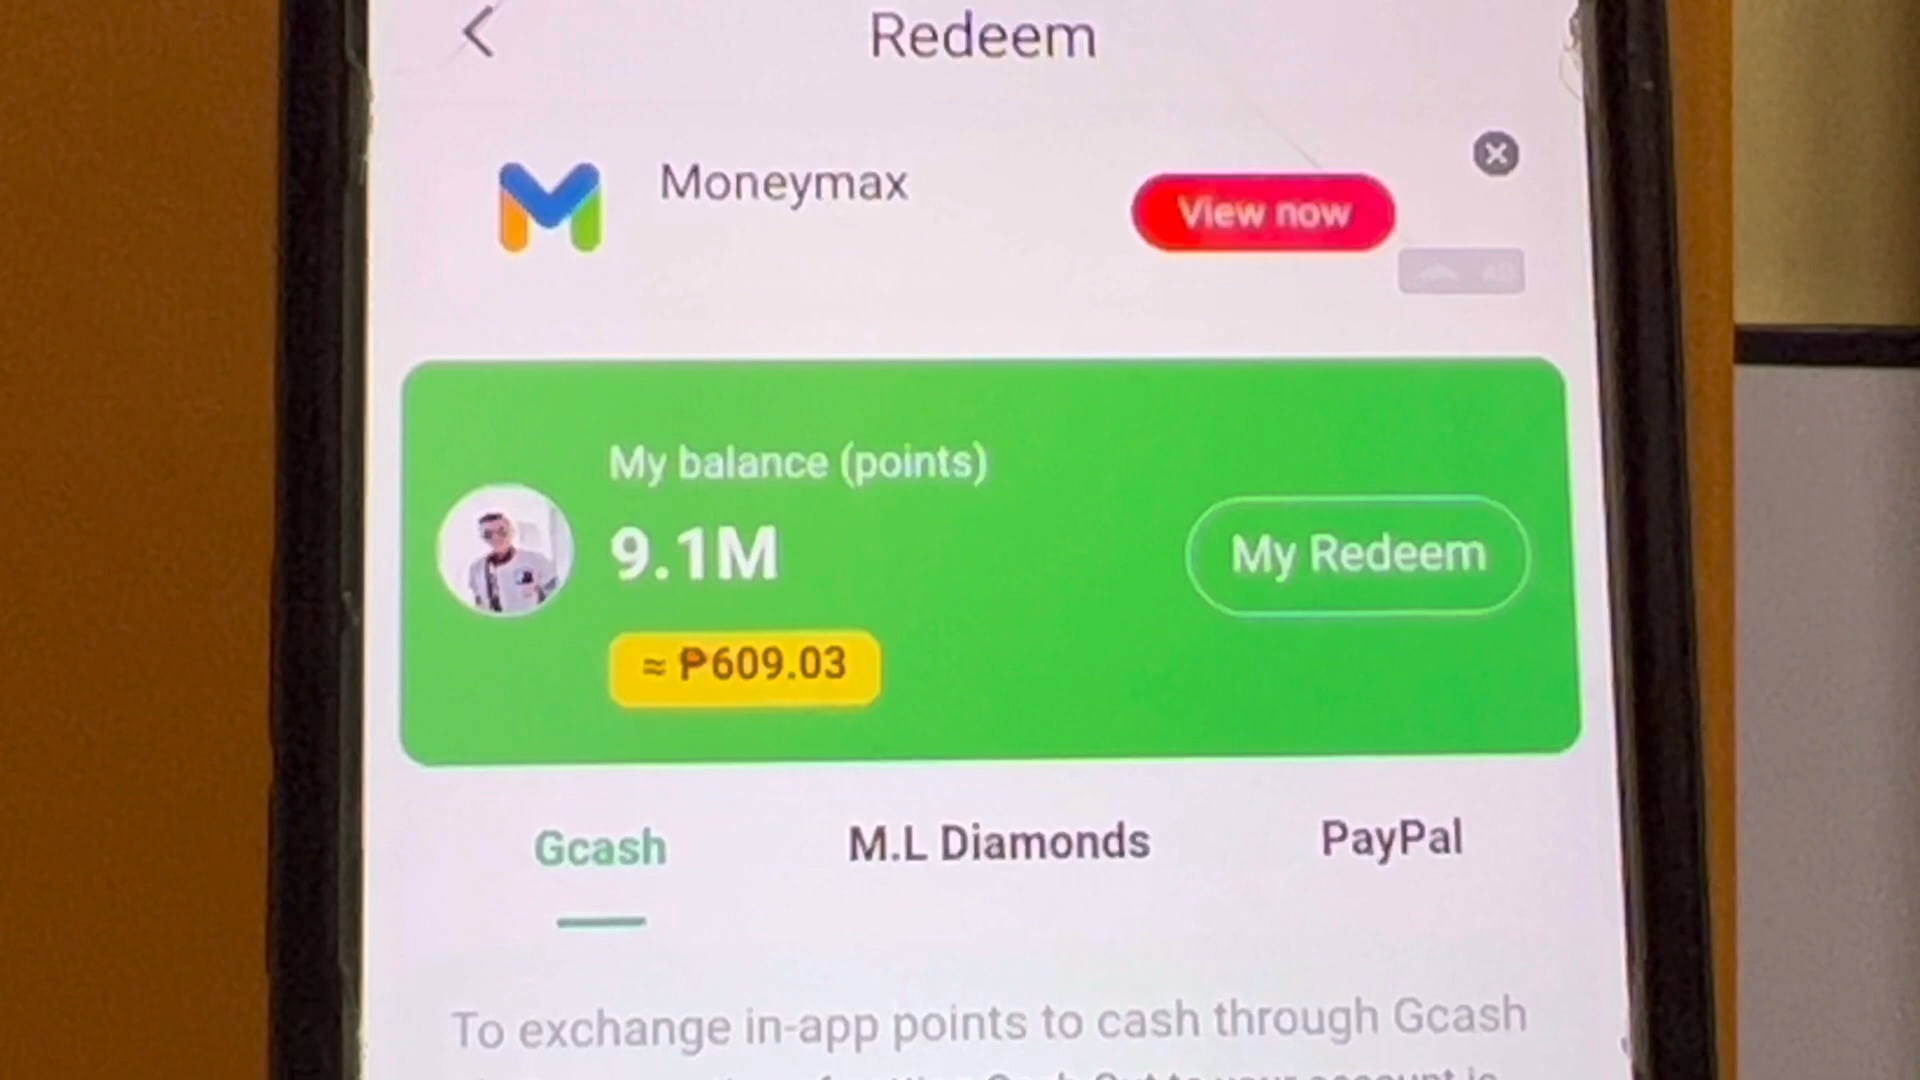 Redeem
Moneymax
View now
My balance (points)
9.1M
My Redeem
≈ ₱609.03
Gcash
M.L Diamonds
PayPal
To exchange in-app points to cash through Gcash